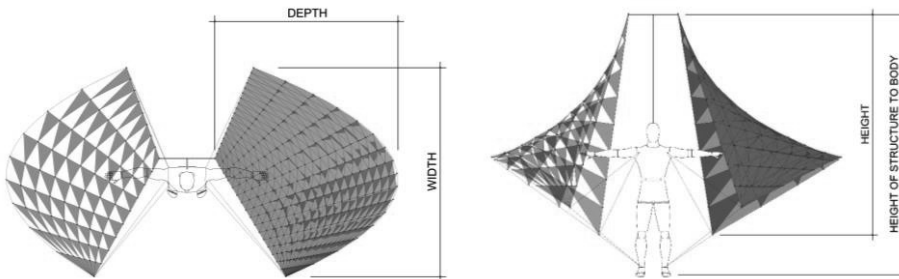 DEPTH
WIDTH
HEIGHT
HEIGHT OF STRUCTURE TO BODY